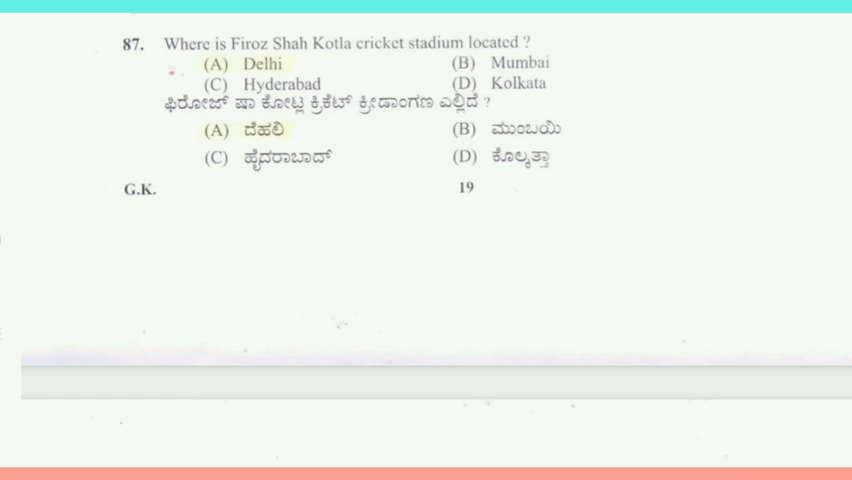 87. Where is Firoz Shah Kotla cricket stadium located ?
(A) Delhi (B) Mumbai
(C) Hyderabad (D) Kolkata
ಫಿರೋಜ್ ಷಾ ಕೋಟ್ಲ ಕ್ರಿಕೆಟ್ ಕ್ರೀಡಾಂಗಣ ಎಲ್ಲಿದೆ ?
(A) ದೆಹಲಿ (B) ಮುಂಬಯಿ
(C) ಹೈದರಾಬಾದ್ (D) ಕೊಲ್ಕತ್ತಾ
G.K. 19